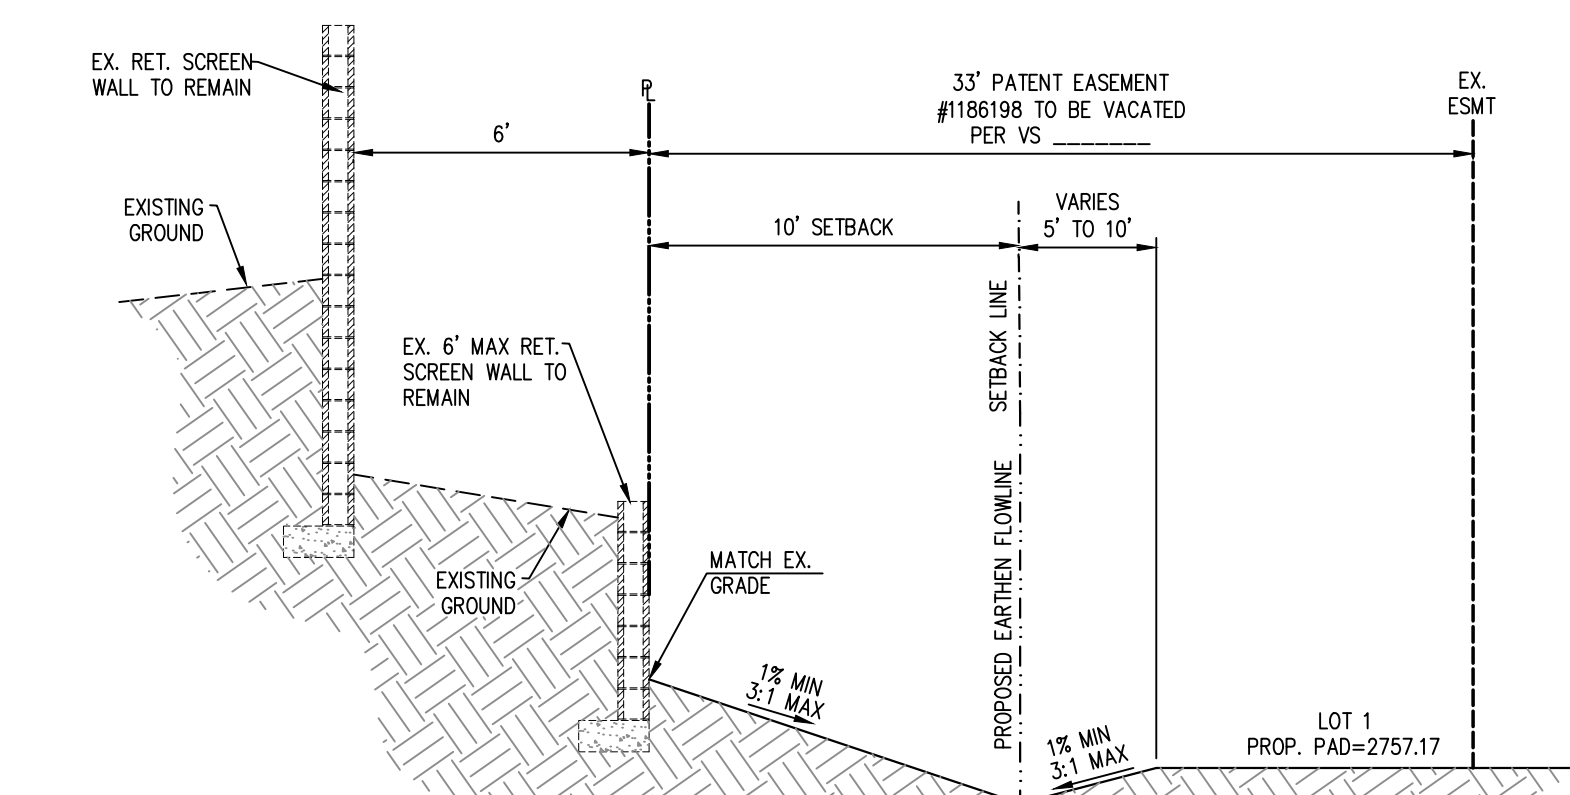 EX. RET. SCREEN
WALL TO REMAIN
6'
PL
33' PATENT EASEMENT
#1186198 TO BE VACATED
PER VS _______
EX.
ESMT
EXISTING
GROUND
10' SETBACK
VARIES
5' TO 10'
SETBACK LINE
EX. 6' MAX RET.
SCREEN WALL TO
REMAIN
EXISTING
GROUND
MATCH EX.
GRADE
PROPOSED EARTHEN FLOWLINE
1% MIN
3:1 MAX
1% MIN
3:1 MAX
LOT 1
PROP. PAD=2757.17